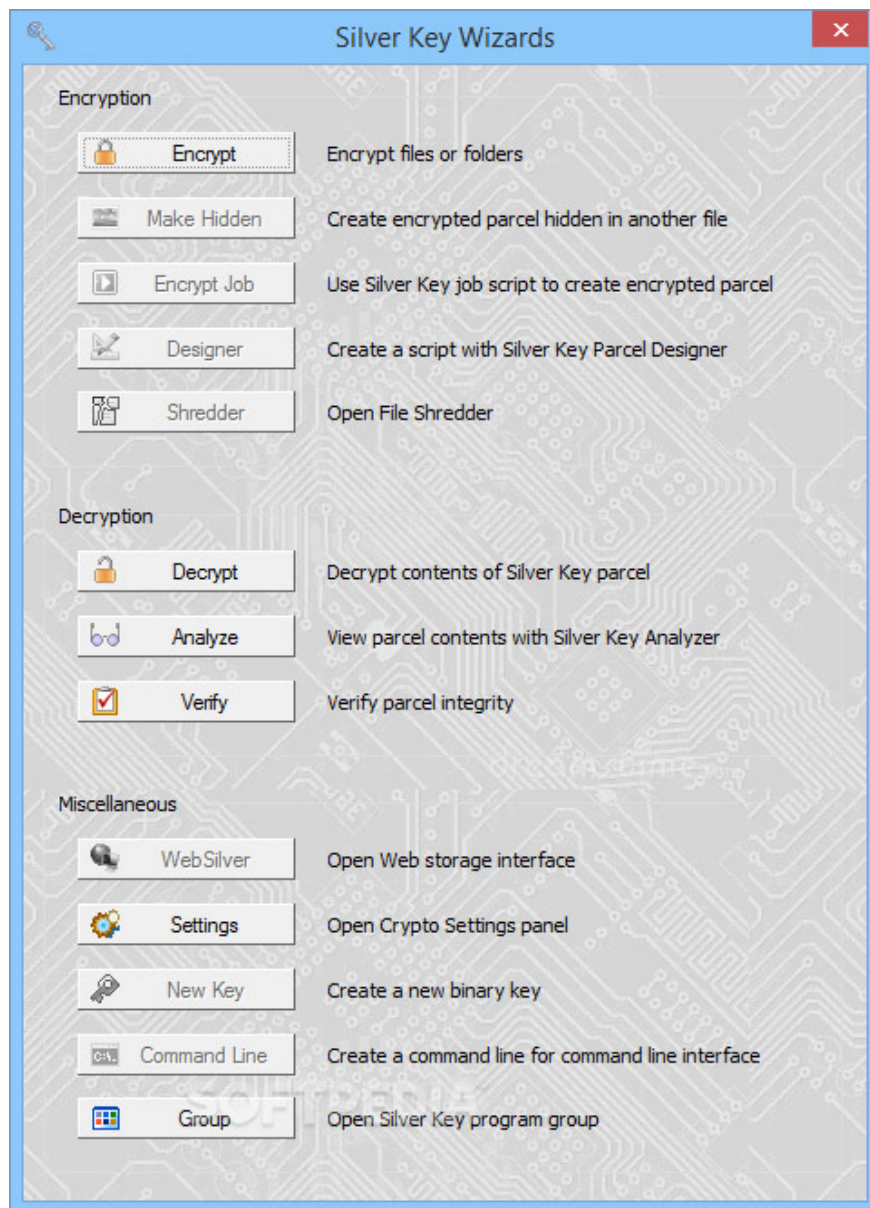 Silver Key Wizards
Encryption
Encrypt Encrypt files or folders
Make Hidden Create encrypted parcel hidden in another file
Encrypt Job Use Silver Key job script to create encrypted parcel
Designer Create a script with Silver Key Parcel Designer
Shredder Open File Shredder
Decryption
Decrypt Decrypt contents of Silver Key parcel
Analyze View parcel contents with Silver Key Analyzer
Verify Verify parcel integrity
Miscellaneous
WebSilver Open Web storage interface
Settings Open Crypto Settings panel
New Key Create a new binary key
C:\. Command Line Create a command line for command line interface
SOFTPEDIA
Group Open Silver Key program group